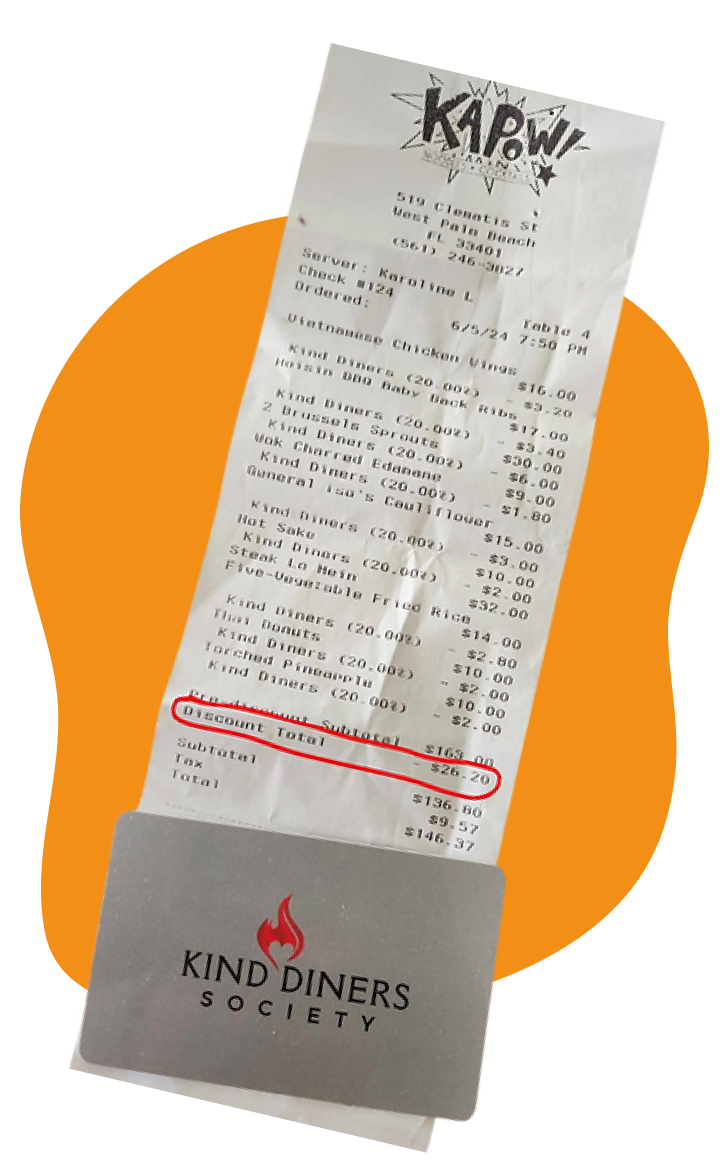 KAPOW!
NOODLE BAR
519 Clematis St
West Palm Beach
FL 33401
(561) 246-3827
Server: Karoline L
Check #124 Table 4
Ordered: 6/5/24 7:50 PM
Vietnamese Chicken Wings $16.00
Kind Diners (20.00%) - $3.20
Hoisin BBQ Baby Back Ribs $17.00
Kind Diners (20.00%) - $3.40
2 Brussels Sprouts $30.00
Kind Diners (20.00%) - $6.00
Wok Charred Edamame $9.00
Kind Diners (20.00%) - $1.80
General Tso's Cauliflower $15.00
Kind Diners (20.00%) - $3.00
Hot Sake $10.00
Kind Diners (20.00%) - $2.00
Steak Lo Mein $32.00
Five-Vegetable Fried Rice $14.00
Kind Diners (20.00%) - $2.80
Thai Donuts $10.00
Kind Diners (20.00%) - $2.00
Torched Pineapple $10.00
Kind Diners (20.00%) - $2.00
Pre-discount Subtotal $163.00
Discount Total - $26.20
Subtotal $136.80
Tax $9.57
Total $146.37
KIND DINERS
SOCIETY